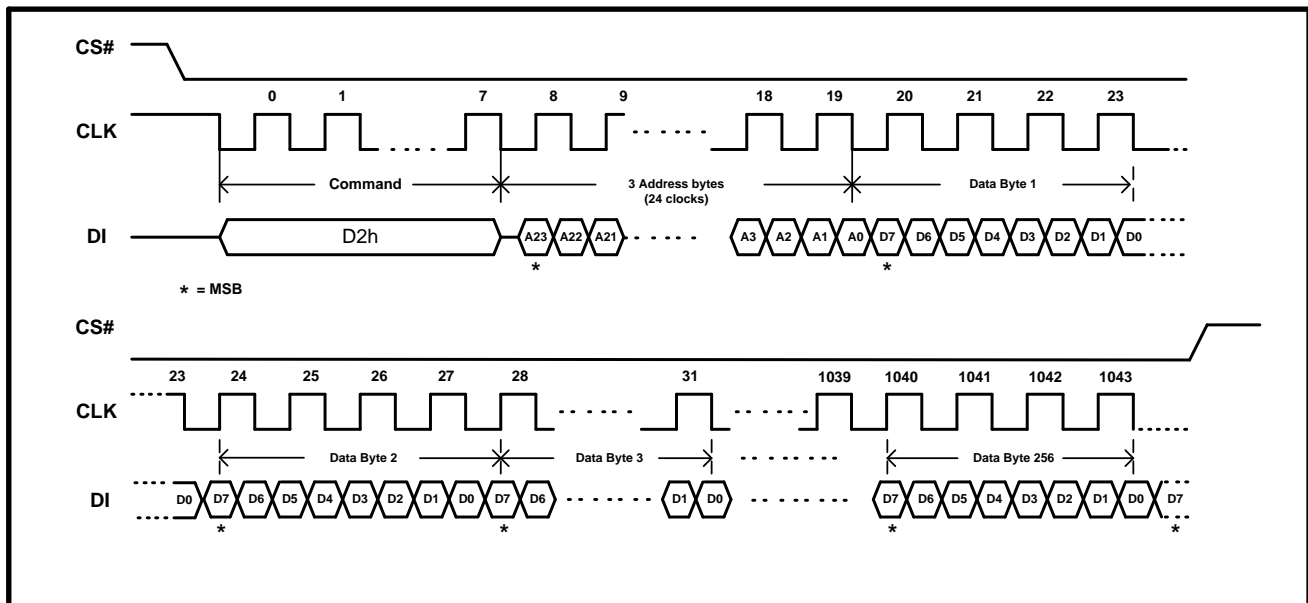 CS#
0 1 7 8 9 18 19 20 21 22 23
CLK
Command 3 Address bytes (24 clocks) Data Byte 1
DI D2h A23 A22 A21 A3 A2 A1 A0 D7 D6 D5 D4 D3 D2 D1 D0
* *
* = MSB
CS#
23 24 25 26 27 28 31 1039 1040 1041 1042 1043
CLK
Data Byte 2 Data Byte 3 Data Byte 256
DI D0 D7 D6 D5 D4 D3 D2 D1 D0 D7 D6 D1 D0 D7 D6 D5 D4 D3 D2 D1 D0 D7
* * * *